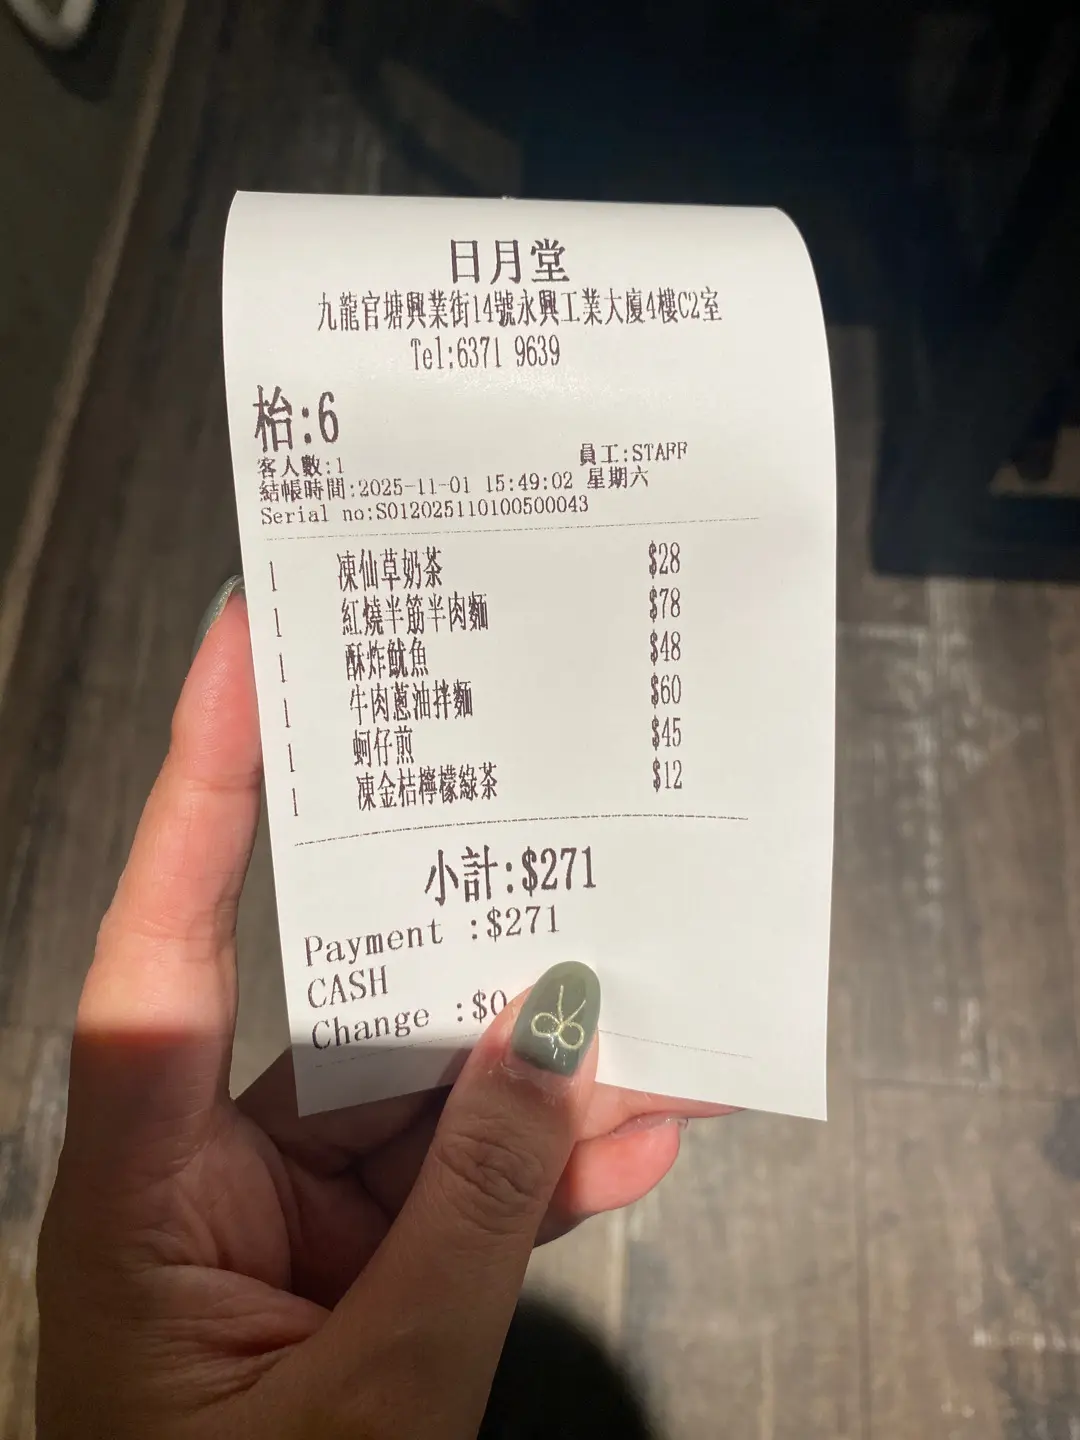 日月堂
九龍官塘興業街14號永興工業大廈4樓C2室
Tel:6371 9639
枱:6
客人數:1 員工:STAFF
結帳時間:2025-11-01 15:49:02 星期六
Serial no:S012025110100500043
1 凍仙草奶茶 $28
1 紅燒半筋半肉麵 $78
1 酥炸魷魚 $48
1 牛肉蔥油拌麵 $60
1 蚵仔煎 $45
1 凍金桔檸檬綠茶 $12
小計:$271
Payment :$271
CASH
Change :$0